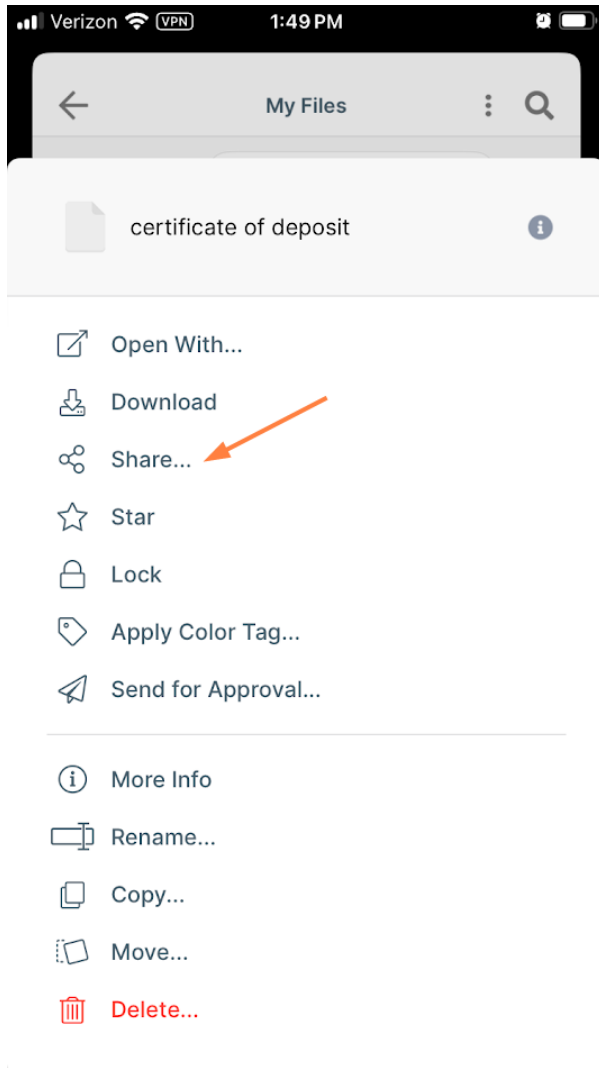 Verizon VPN 1:49 PM
My Files
certificate of deposit
Open With...
Download
Share...
Star
Lock
Apply Color Tag...
Send for Approval...
More Info
Rename...
Copy...
Move...
Delete...